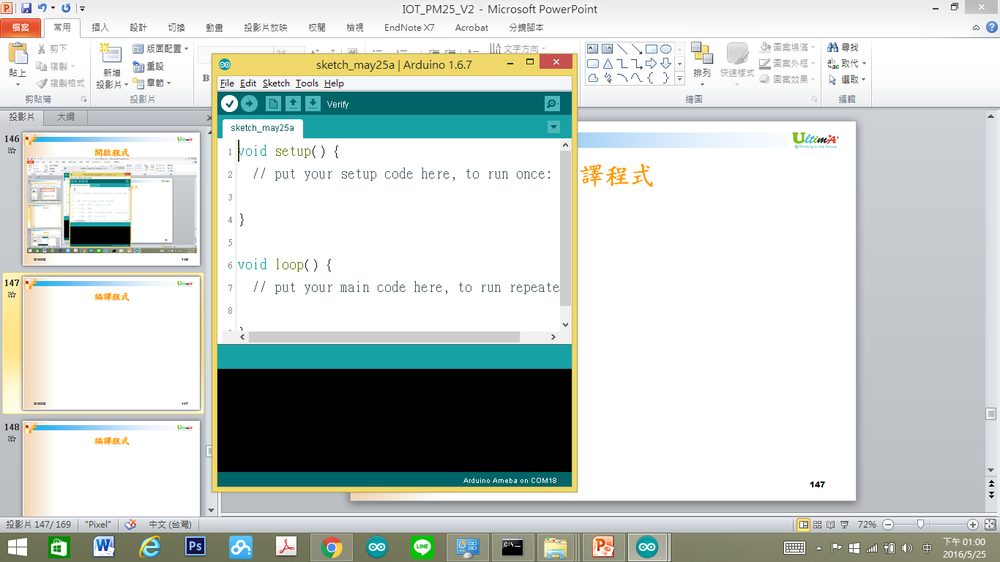 IOT_PM25_V2 - Microsoft PowerPoint
檔案 常用 插入 設計 切換 動畫 投影片放映 校閱 檢視 EndNote X7 Acrobat 分鏡腳本
貼上
剪下
複製
複製格式
剪貼簿
新增
投影片
版面配置
重設
章節
投影片
B
文字方向
排列
快速樣式
圖案填滿
圖案外框
圖案效果
繪圖
尋找
取代
選取
編輯
投影片 大綱
146
開啟程式
147
編譯程式
147
148
編譯程式
sketch_may25a | Arduino 1.6.7
File Edit Sketch Tools Help
Verify
sketch_may25a
1 void setup() {
2 // put your setup code here, to run once:
3
4 }
5
6 void loop() {
7 // put your main code here, to run repeate
8
Arduino Ameba on COM18
UltimA
Thinking in the Future
譯程式
147
投影片 147/ 169 "Pixel" 中文 (台灣) 72%
中
下午 01:00
2016/5/25